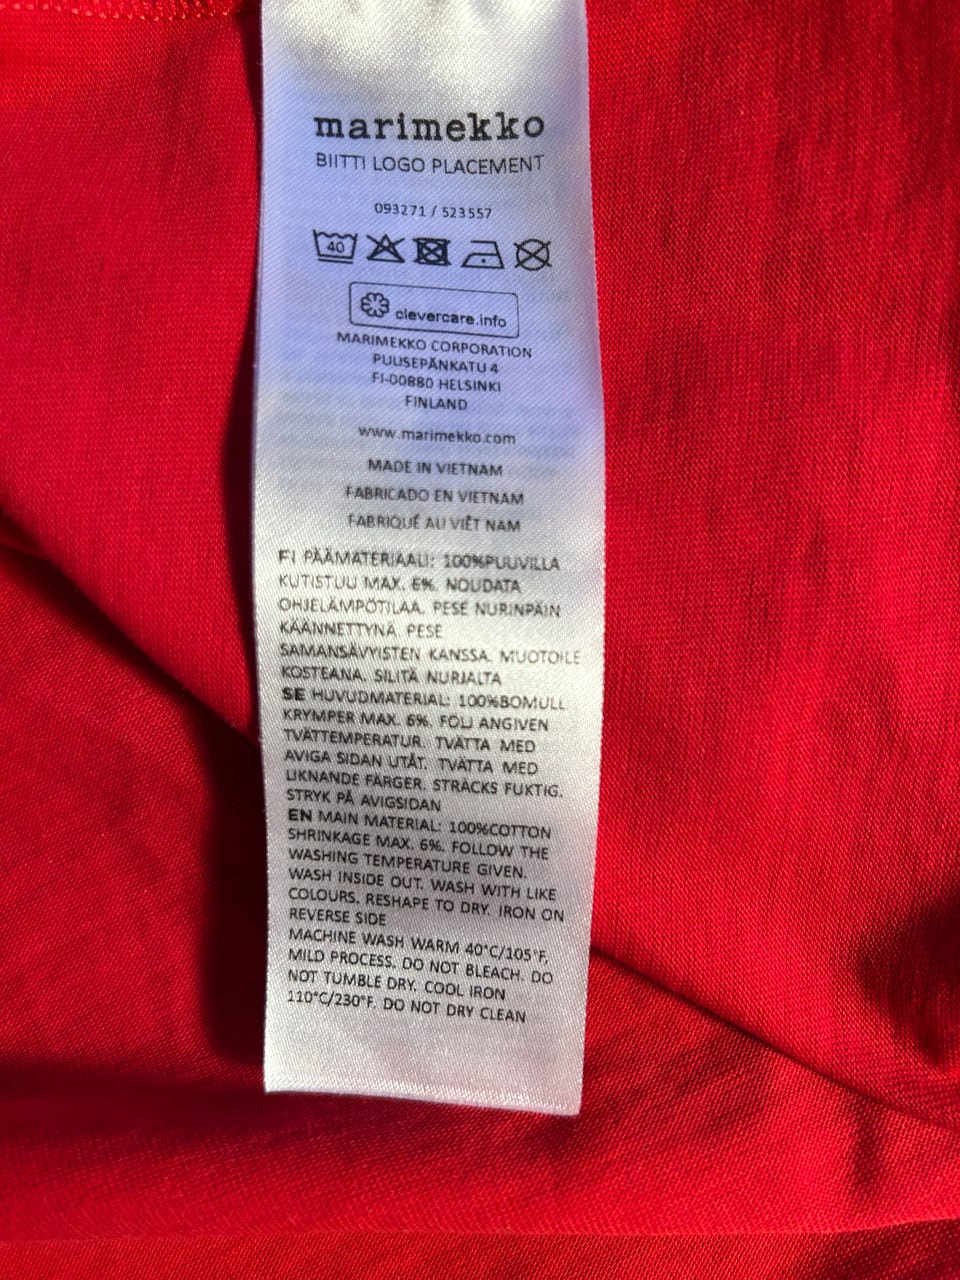 marimekko
BIITTI LOGO PLACEMENT
093271 / 523557
40
clevercare.info
MARIMEKKO CORPORATION
PUUSEPÄNKATU 4
FI-00880 HELSINKI
FINLAND
www.marimekko.com
MADE IN VIETNAM
FABRICADO EN VIETNAM
FABRIQUÉ AU VIÊT NAM
FI PÄÄMATERIAALI: 100%PUUVILLA
KUTISTUU MAX. 6%. NOUDATA
OHJELÄMPÖTILAA. PESE NURINPÄIN
KÄÄNNETTYNÄ. PESE
SAMANSÄVYISTEN KANSSA. MUOTOILE
KOSTEANA. SILITÄ NURJALTA
SE HUVUDMATERIAL: 100%BOMULL
KRYMPER MAX. 6%. FÖLJ ANGIVEN
TVÄTTEMPERATUR. TVÄTTA MED
AVIGA SIDAN UTÅT. TVÄTTA MED
LIKNANDE FÄRGER. STRÄCKS FUKTIG.
STRYK PÅ AVIGSIDAN
EN MAIN MATERIAL: 100%COTTON
SHRINKAGE MAX. 6%. FOLLOW THE
WASHING TEMPERATURE GIVEN.
WASH INSIDE OUT. WASH WITH LIKE
COLOURS. RESHAPE TO DRY. IRON ON
REVERSE SIDE
MACHINE WASH WARM 40°C/105°F,
MILD PROCESS. DO NOT BLEACH. DO
NOT TUMBLE DRY. COOL IRON
110°C/230°F. DO NOT DRY CLEAN